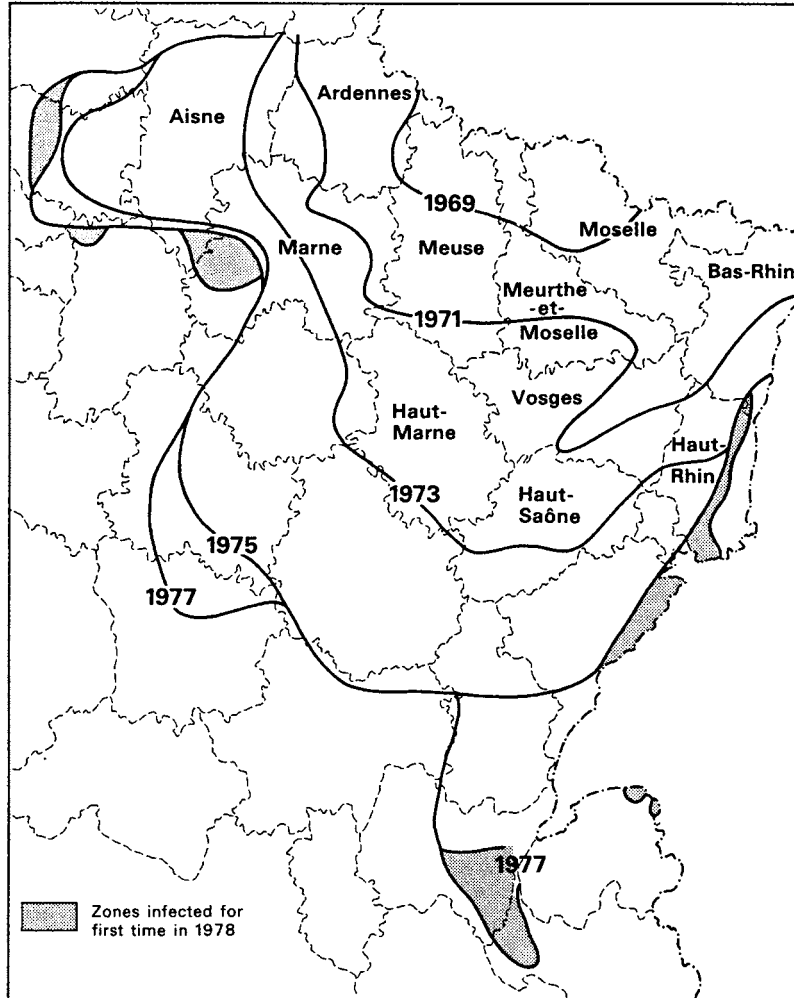 Ardennes
Aisne
1969
Moselle
Marne
Meuse
Bas-Rhin
Meurthe
-et-
Moselle
1971
Vosges
Haut-
Marne
Haut-
Rhin
1973
Haut-
Saône
1975
1977
1977
Zones infected for
first time in 1978